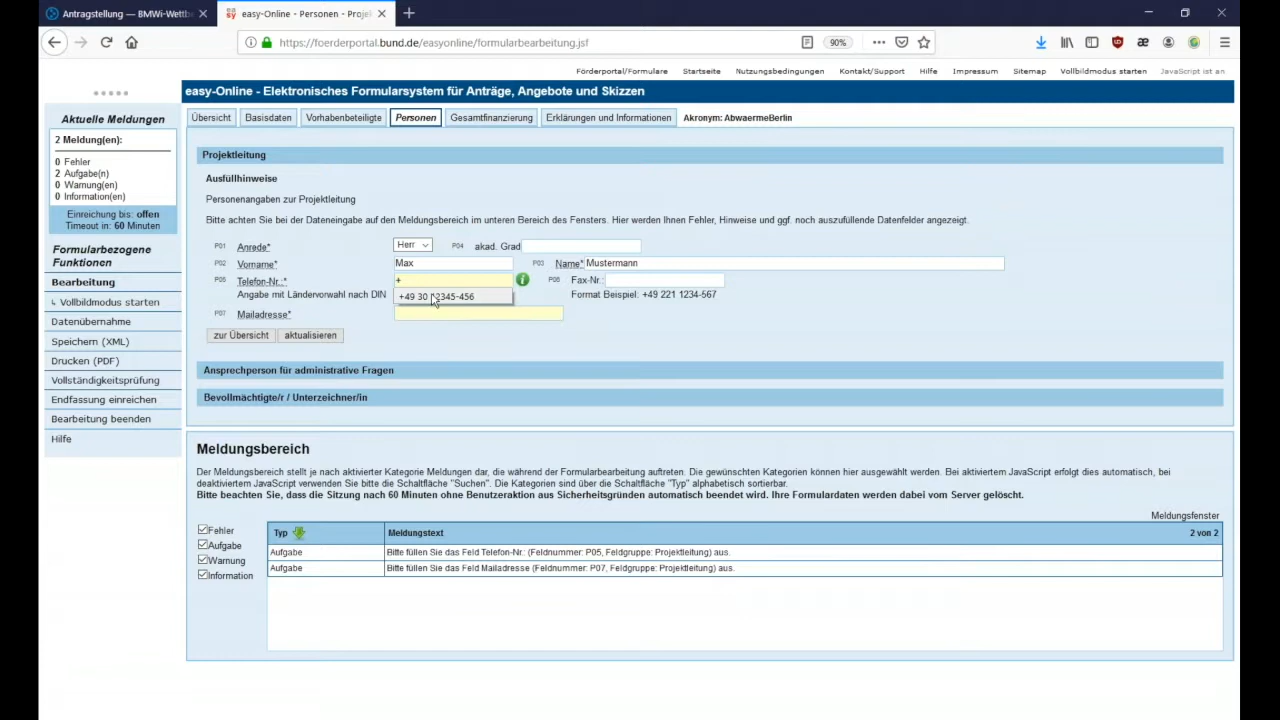 Antragstellung — BMWi-Wettb
easy-Online - Personen - Proje
https://foerderportal.bund.de/easyonline/formularbearbeitung.jsf
90%
Förderportal/Formulare Startseite Nutzungsbedingungen Kontakt/Support Hilfe Impressum Sitemap Vollbildmodus starten JavaScript ist an
easy-Online - Elektronisches Formularsystem für Anträge, Angebote und Skizzen
Aktuelle Meldungen
2 Meldung(en):
0 Fehler
2 Aufgabe(n)
0 Warnung(en)
0 Information(en)
Einreichung bis: offen
Timeout in: 60 Minuten
Formularbezogene
Funktionen
Bearbeitung
Vollbildmodus starten
Datenübernahme
Speichern (XML)
Drucken (PDF)
Vollständigkeitsprüfung
Endfassung einreichen
Bearbeitung beenden
Hilfe
Übersicht Basisdaten Vorhabenbeteiligte Personen Gesamtfinanzierung Erklärungen und Informationen Akronym: AbwaermeBerlin
Projektleitung
Ausfüllhinweise
Personenangaben zur Projektleitung
Bitte achten Sie bei der Dateneingabe auf den Meldungsbereich im unteren Bereich des Fensters. Hier werden Ihnen Fehler, Hinweise und ggf. noch auszufüllende Datenfelder angezeigt.
P01 Anrede* Herr P04 akad. Grad
P02 Vorname* Max P03 Name* Mustermann
P05 Telefon-Nr.:* + P06 Fax-Nr.:
Angabe mit Ländervorwahl nach DIN +49 30 12345-456 Format Beispiel: +49 221 1234-567
P07 Mailadresse*
zur Übersicht aktualisieren
Ansprechperson für administrative Fragen
Bevollmächtigte/r / Unterzeichner/in
Meldungsbereich
Der Meldungsbereich stellt je nach aktivierter Kategorie Meldungen dar, die während der Formularbearbeitung auftreten. Die gewünschten Kategorien können hier ausgewählt werden. Bei aktiviertem JavaScript erfolgt dies automatisch, bei
deaktiviertem JavaScript verwenden Sie bitte die Schaltfläche "Suchen". Die Kategorien sind über die Schaltfläche "Typ" alphabetisch sortierbar.
Bitte beachten Sie, dass die Sitzung nach 60 Minuten ohne Benutzeraktion aus Sicherheitsgründen automatisch beendet wird. Ihre Formulardaten werden dabei vom Server gelöscht.
Meldungsfenster
Fehler
Aufgabe
Warnung
Information
Typ Meldungstext 2 von 2
Aufgabe Bitte füllen Sie das Feld Telefon-Nr.: (Feldnummer: P05, Feldgruppe: Projektleitung) aus.
Aufgabe Bitte füllen Sie das Feld Mailadresse (Feldnummer: P07, Feldgruppe: Projektleitung) aus.